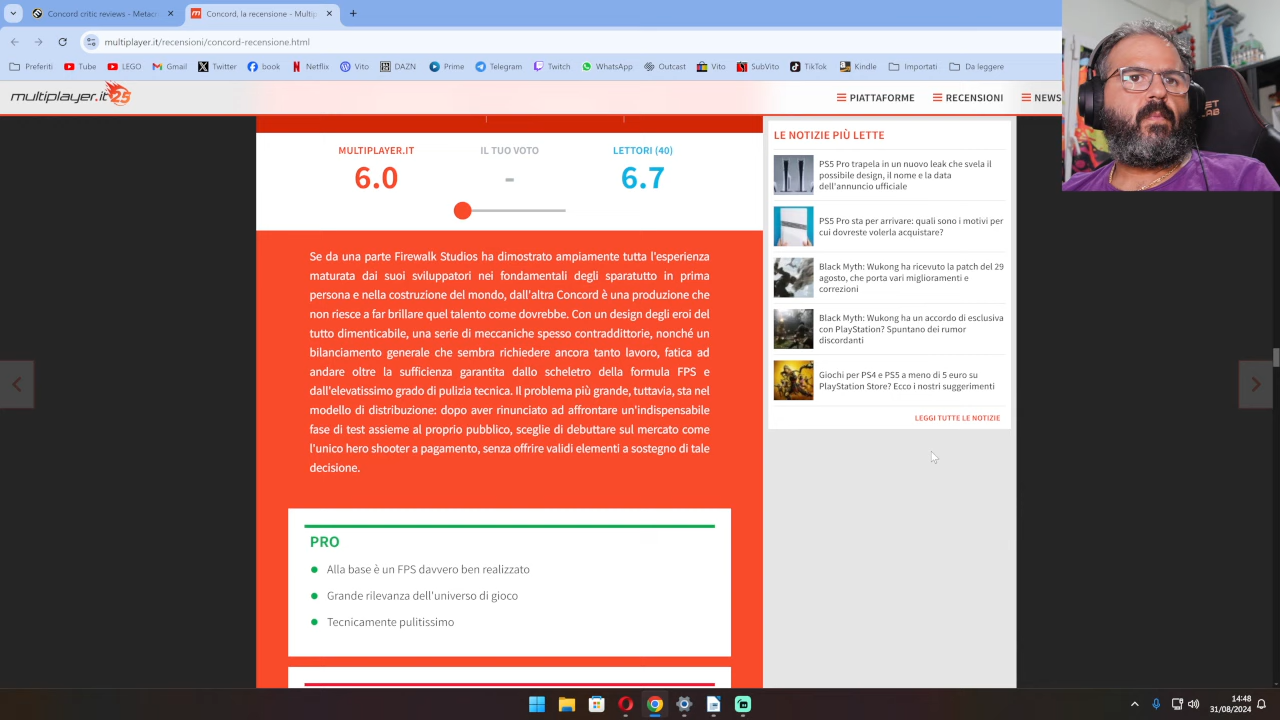 Concord critic reviews - Metac
Concord, la
multiplayer.it/recensioni/concord-recensione.html
Preferiti
YouTube
LEGO
Gmail
Twitter
book
Netflix
Vito
DAZN
Prime
Telegram
Twitch
WhatsApp
Outcast
Vito
SubVito
TikTok
Kindle
Importati
Da leggere
multiplayer.it 25
PIATTAFORME
RECENSIONI
NEWS
MULTIPLAYER.IT
IL TUO VOTO
LETTORI (40)
6.0
-
6.7
Se da una parte Firewalk Studios ha dimostrato ampiamente tutta l'esperienza
maturata dai suoi sviluppatori nei fondamentali degli sparatutto in prima
persona e nella costruzione del mondo, dall'altra Concord è una produzione che
non riesce a far brillare quel talento come dovrebbe. Con un design degli eroi del
tutto dimenticabile, una serie di meccaniche spesso contraddittorie, nonché un
bilanciamento generale che sembra richiedere ancora tanto lavoro, fatica ad
andare oltre la sufficienza garantita dallo scheletro della formula FPS e
dall'elevatissimo grado di pulizia tecnica. Il problema più grande, tuttavia, sta nel
modello di distribuzione: dopo aver rinunciato ad affrontare un'indispensabile
fase di test assieme al proprio pubblico, sceglie di debuttare sul mercato come
l'unico hero shooter a pagamento, senza offrire validi elementi a sostegno di tale
decisione.
PRO
Alla base è un FPS davvero ben realizzato
Grande rilevanza dell'universo di gioco
Tecnicamente pulitissimo
LE NOTIZIE PIÙ LETTE
PS5 Pro trapela in un nuovo leak che svela il
possibile design, il nome e la data
dell'annuncio ufficiale
PS5 Pro sta per arrivare: quali sono i motivi per
cui dovreste volerla acquistare?
Black Myth: Wukong ha ricevuto la patch del 29
agosto, che porta vari miglioramenti e
correzioni
Black Myth: Wukong ha un accordo di esclusiva
con PlayStation? Spuntano dei rumor
discordanti
Giochi per PS4 e PS5 a meno di 5 euro su
PlayStation Store? Ecco i nostri suggerimenti
LEGGI TUTTE LE NOTIZIE
14:48
31/08/2024